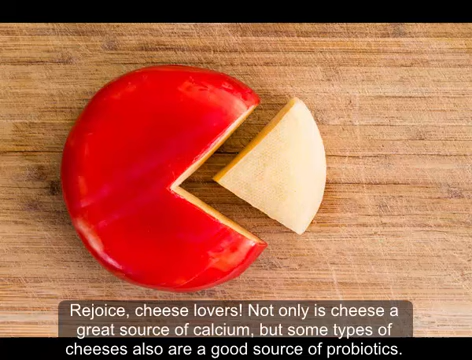 Rejoice, cheese lovers! Not only is cheese a
great source of calcium, but some types of
cheeses also are a good source of probiotics.